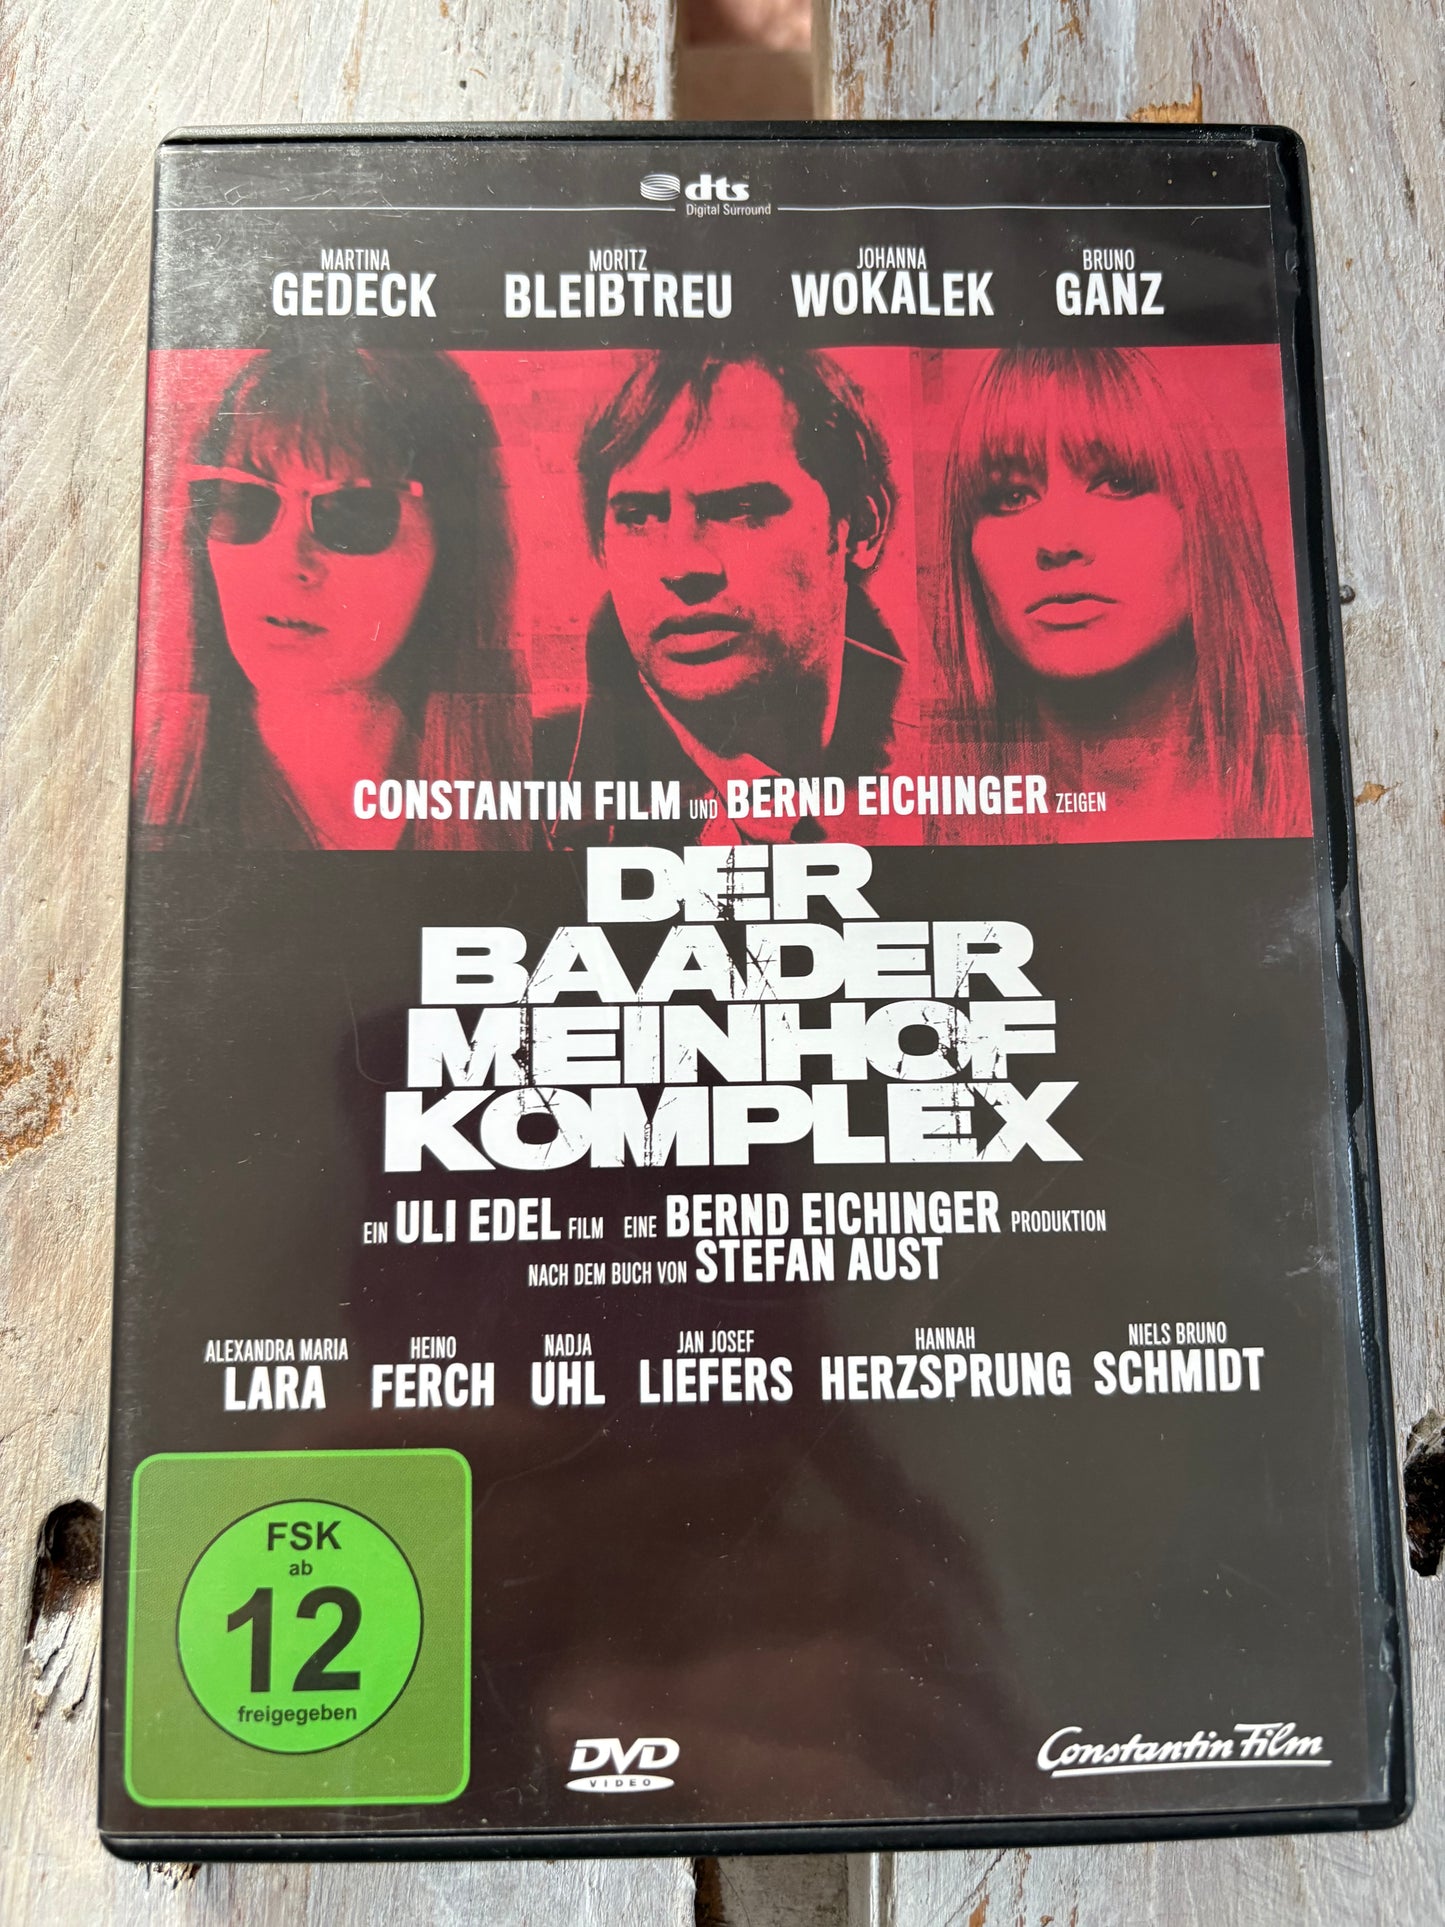 dts
Digital Surround
MARTINA GEDECK
MORITZ BLEIBTREU
JOHANNA WOKALEK
BRUNO GANZ
CONSTANTIN FILM UND BERND EICHINGER ZEIGEN
DER
BAADER
MEINHOF
KOMPLEX
EIN ULI EDEL FILM EINE BERND EICHINGER PRODUKTION
NACH DEM BUCH VON STEFAN AUST
ALEXANDRA MARIA LARA
HEINO FERCH
NADJA UHL
JAN JOSEF LIEFERS
HANNAH HERZSPRUNG
NIELS BRUNO SCHMIDT
FSK
ab
12
freigegeben
DVD
VIDEO
Constantin Film